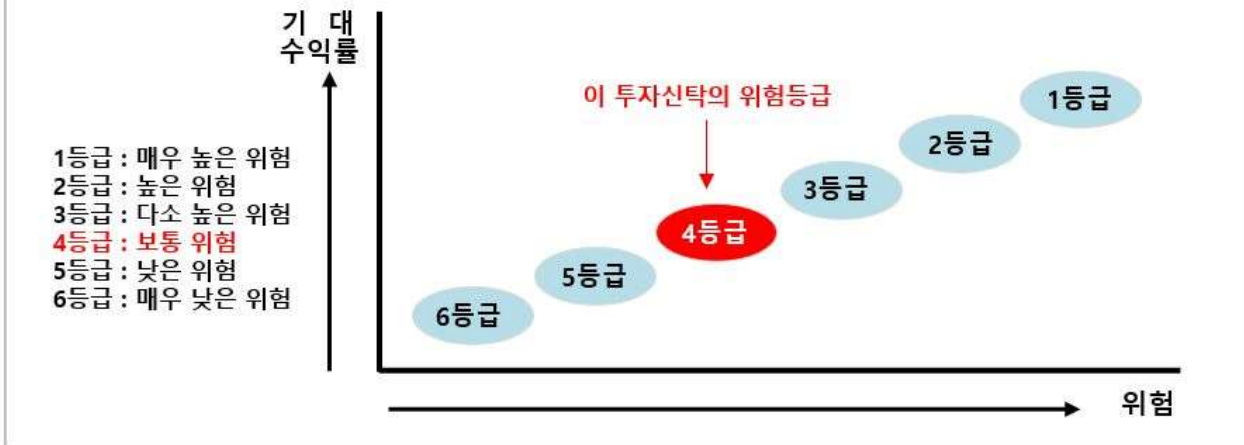 기 대
수익률
이 투자신탁의 위험등급
1등급 : 매우 높은 위험
2등급 : 높은 위험
3등급 : 다소 높은 위험
4등급 : 보통 위험
5등급 : 낮은 위험
6등급 : 매우 낮은 위험
1등급
2등급
3등급
4등급
5등급
6등급
위험